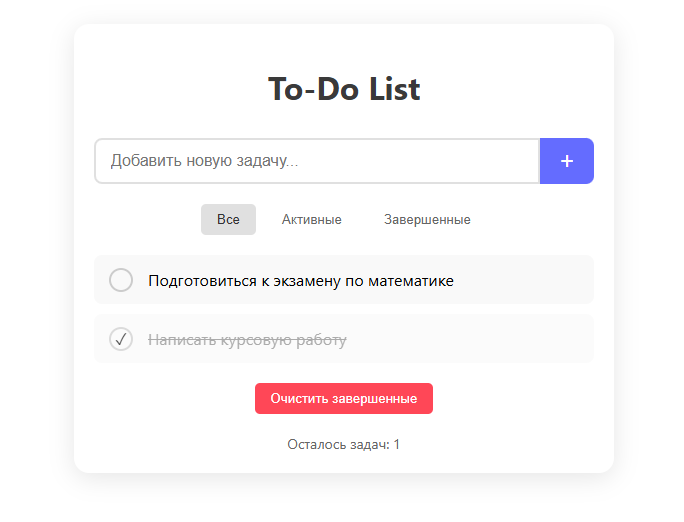 To-Do List
Добавить новую задачу...
+
Все
Активные
Завершенные
Подготовиться к экзамену по математике
✓
Написать курсовую работу
Очистить завершенные
Осталось задач: 1